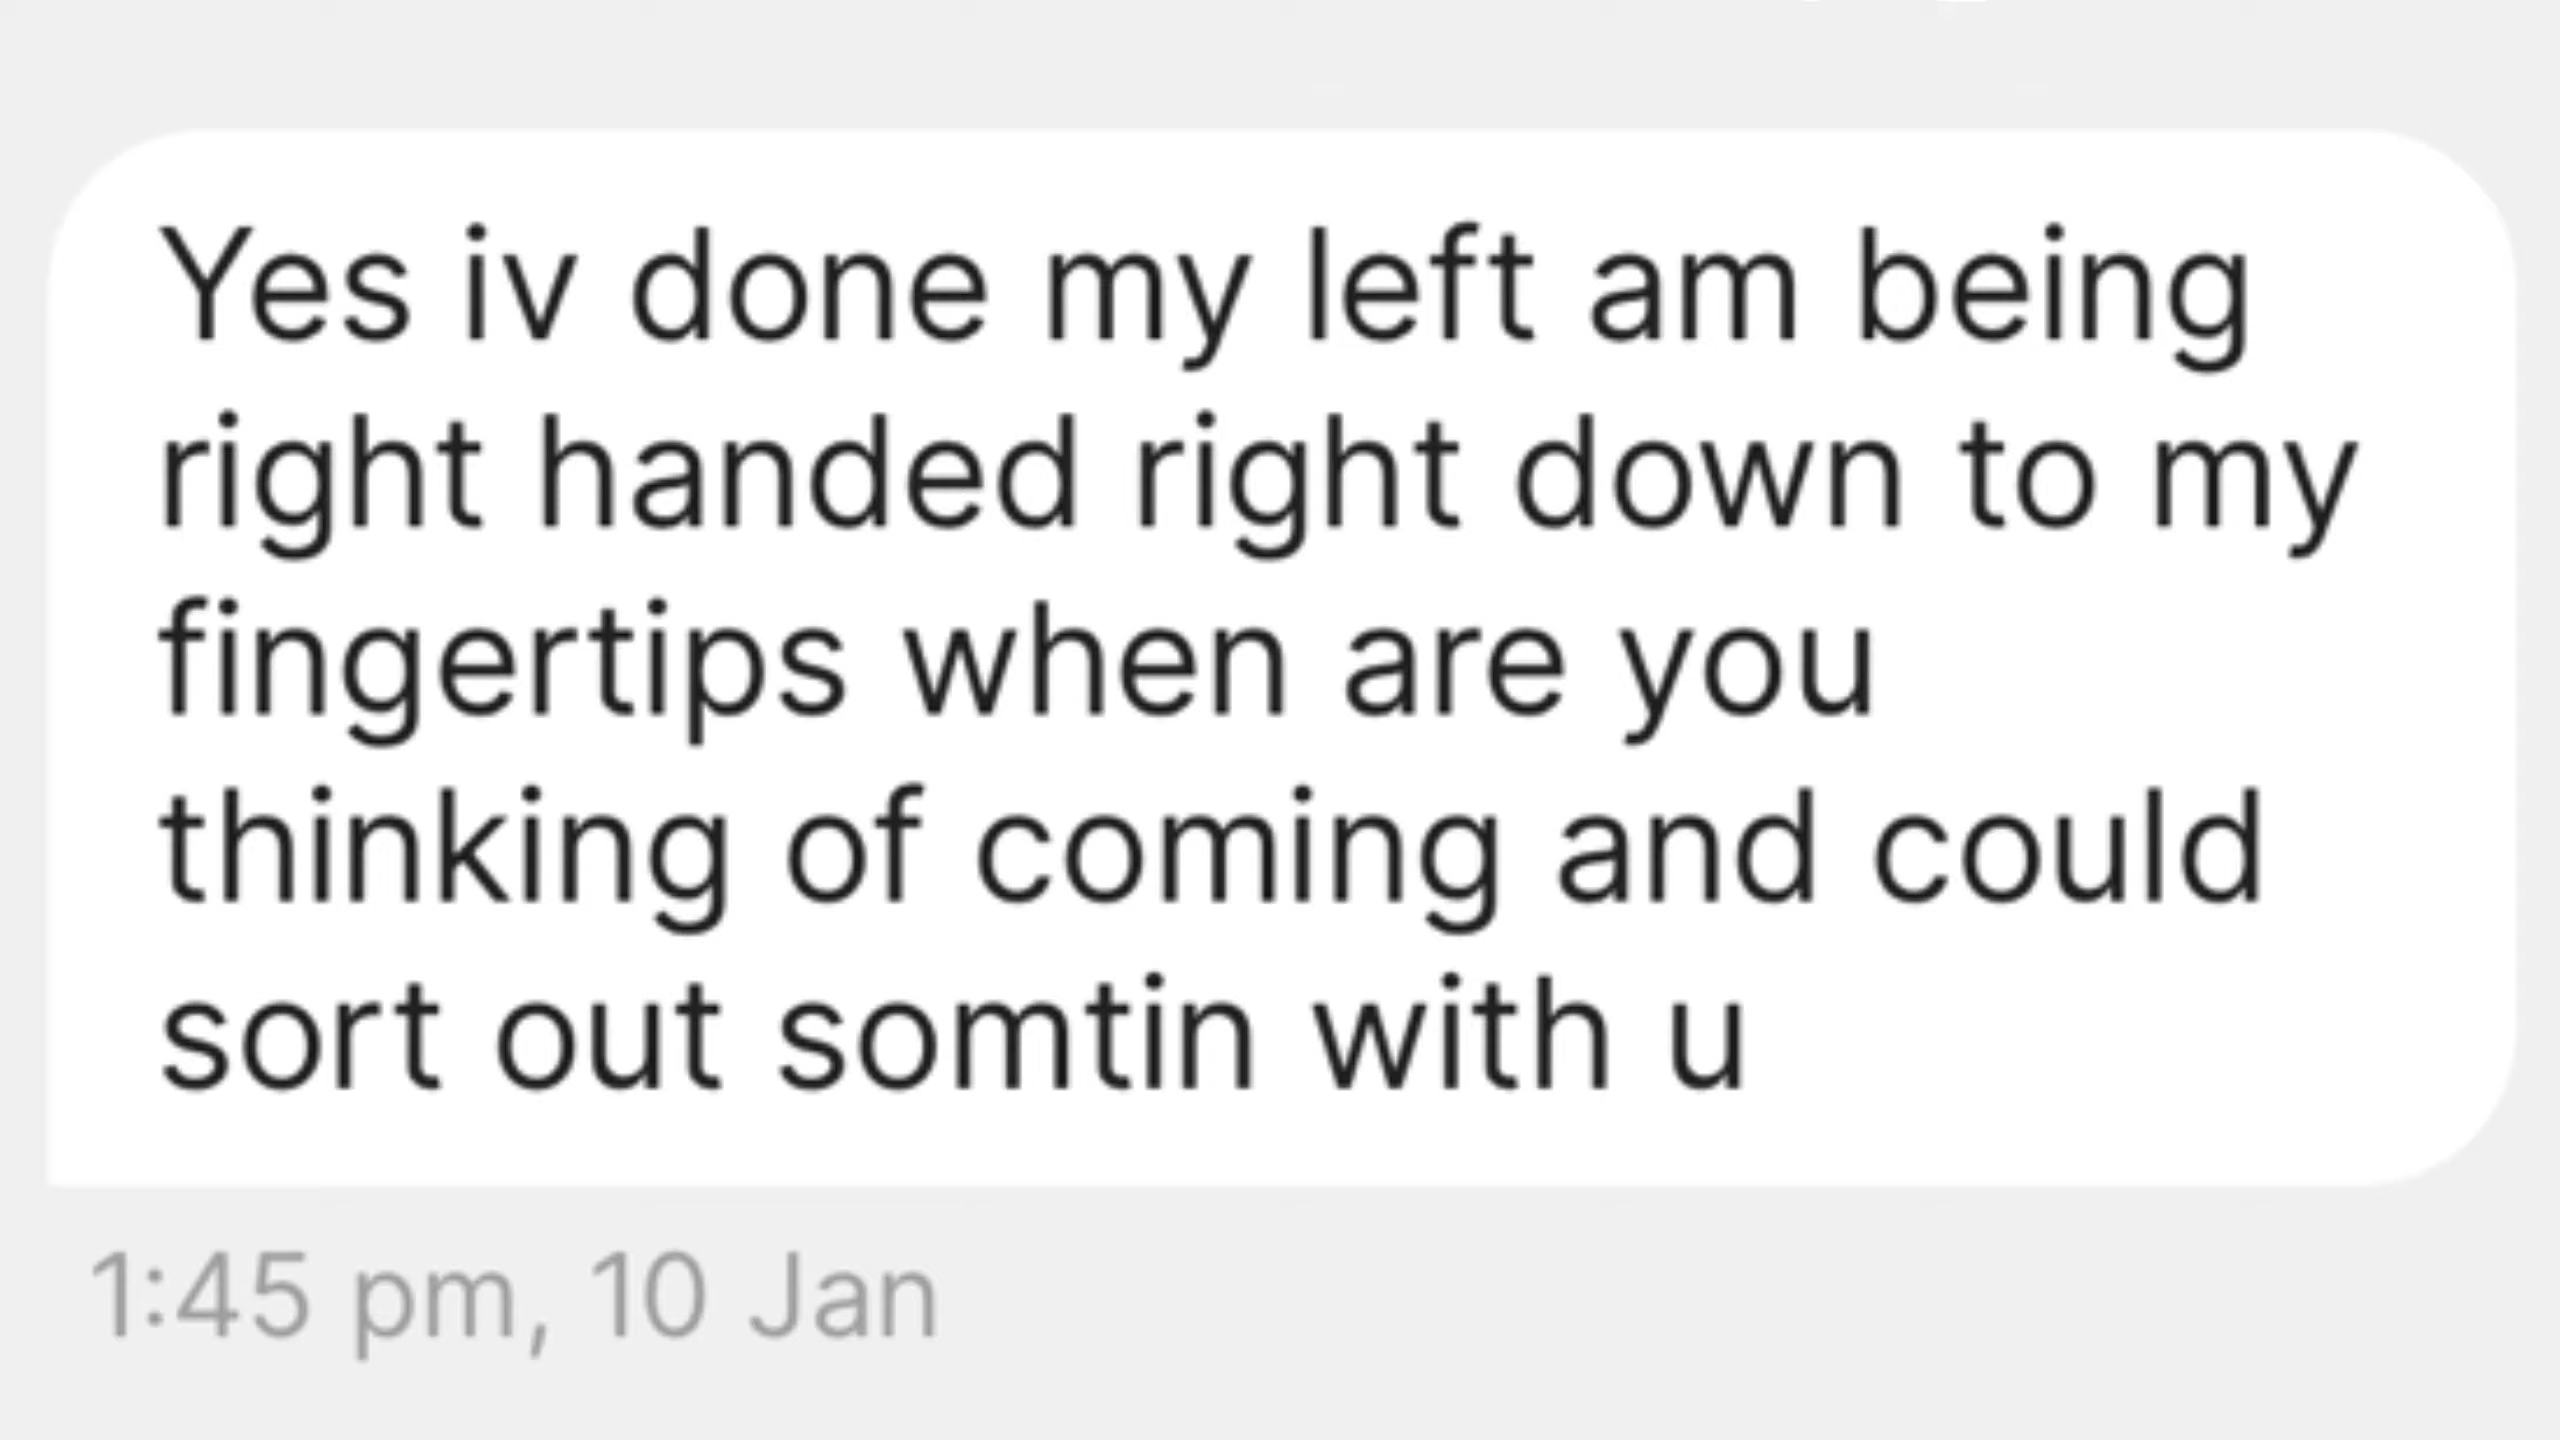 Yes iv done my left am being
right handed right down to my
fingertips when are you
thinking of coming and could
sort out somtin with u
1:45 pm, 10 Jan